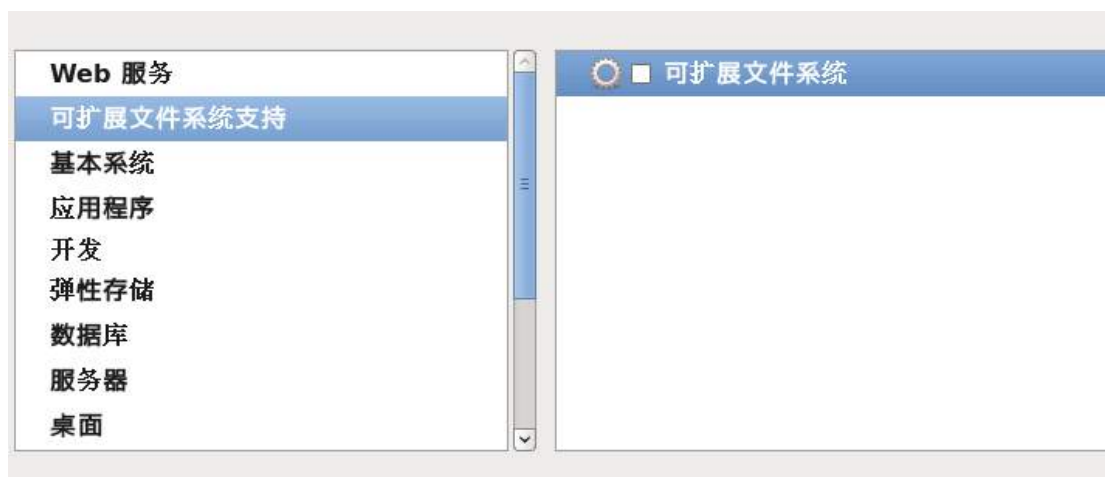 Web 服务
可扩展文件系统支持
基本系统
应用程序
开发
弹性存储
数据库
服务器
桌面
可扩展文件系统